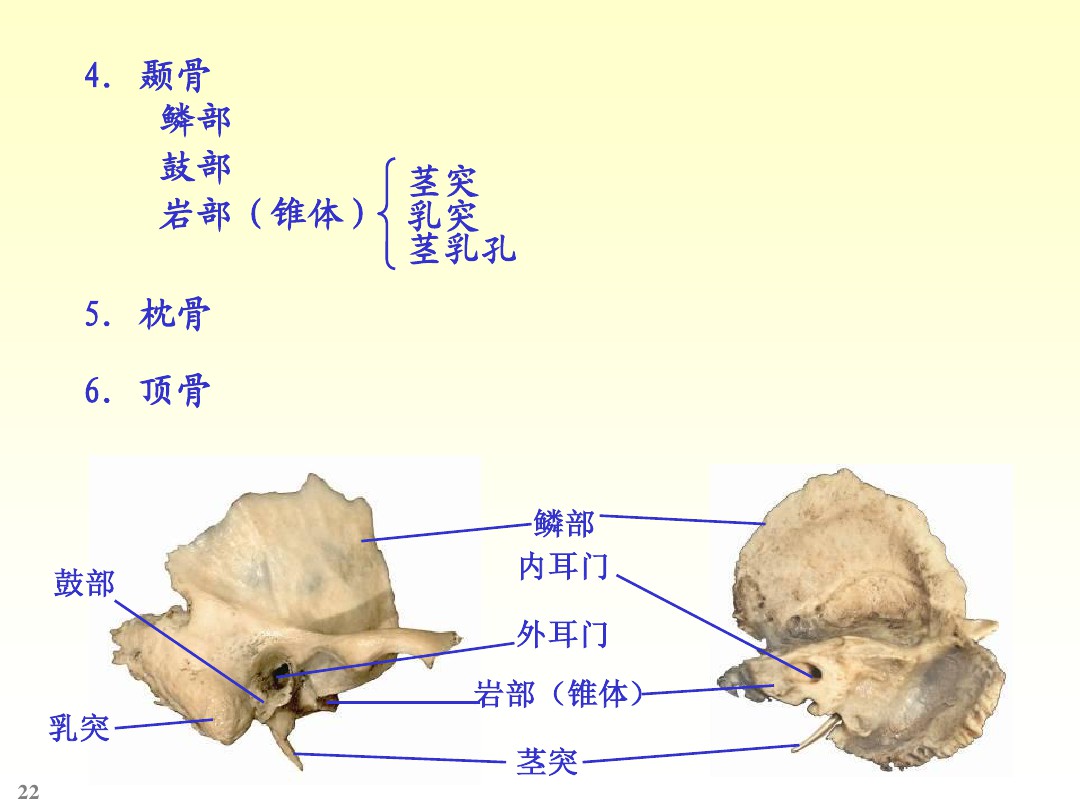 4. 颞骨
鳞部
鼓部
岩部（锥体）
茎突
乳突
茎乳孔
5. 枕骨
6. 顶骨
鳞部
内耳门
鼓部
外耳门
岩部（锥体）
乳突
茎突
22